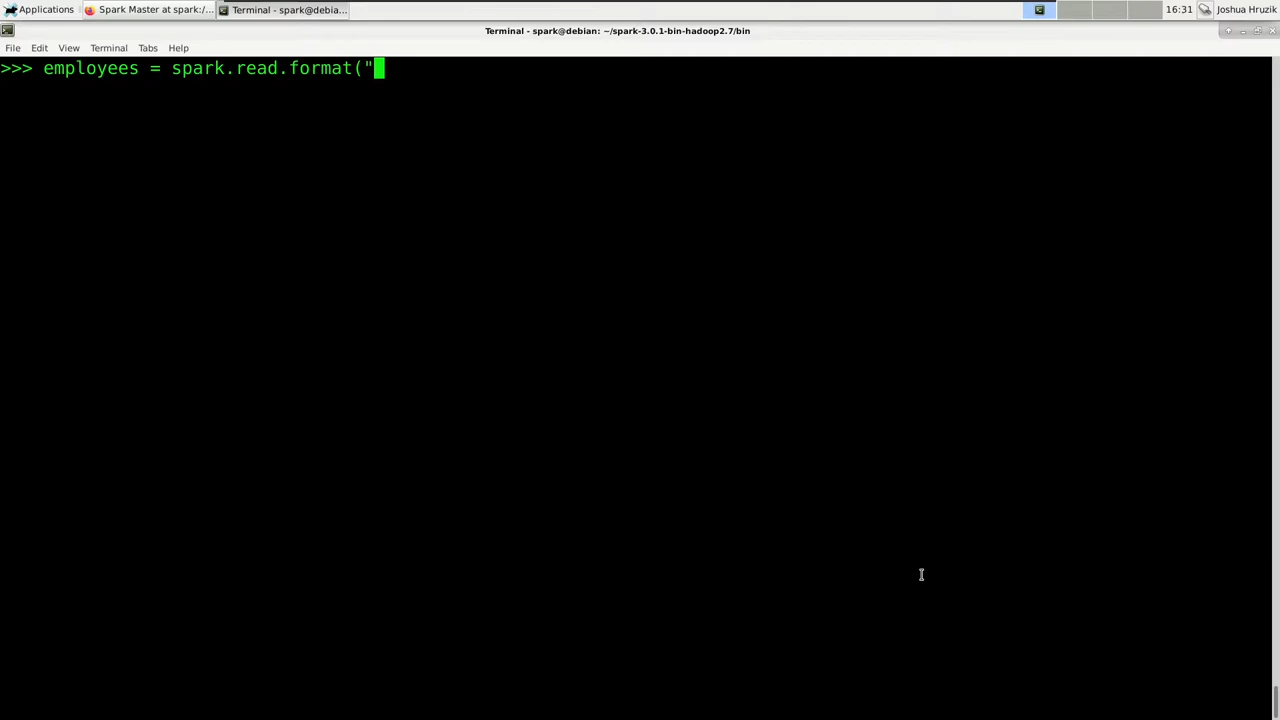 Applications Spark Master at spark:/... Terminal - spark@debia... 16:31 Joshua Hruzik
Terminal - spark@debian: ~/spark-3.0.1-bin-hadoop2.7/bin
File Edit View Terminal Tabs Help
>>> employees = spark.read.format("